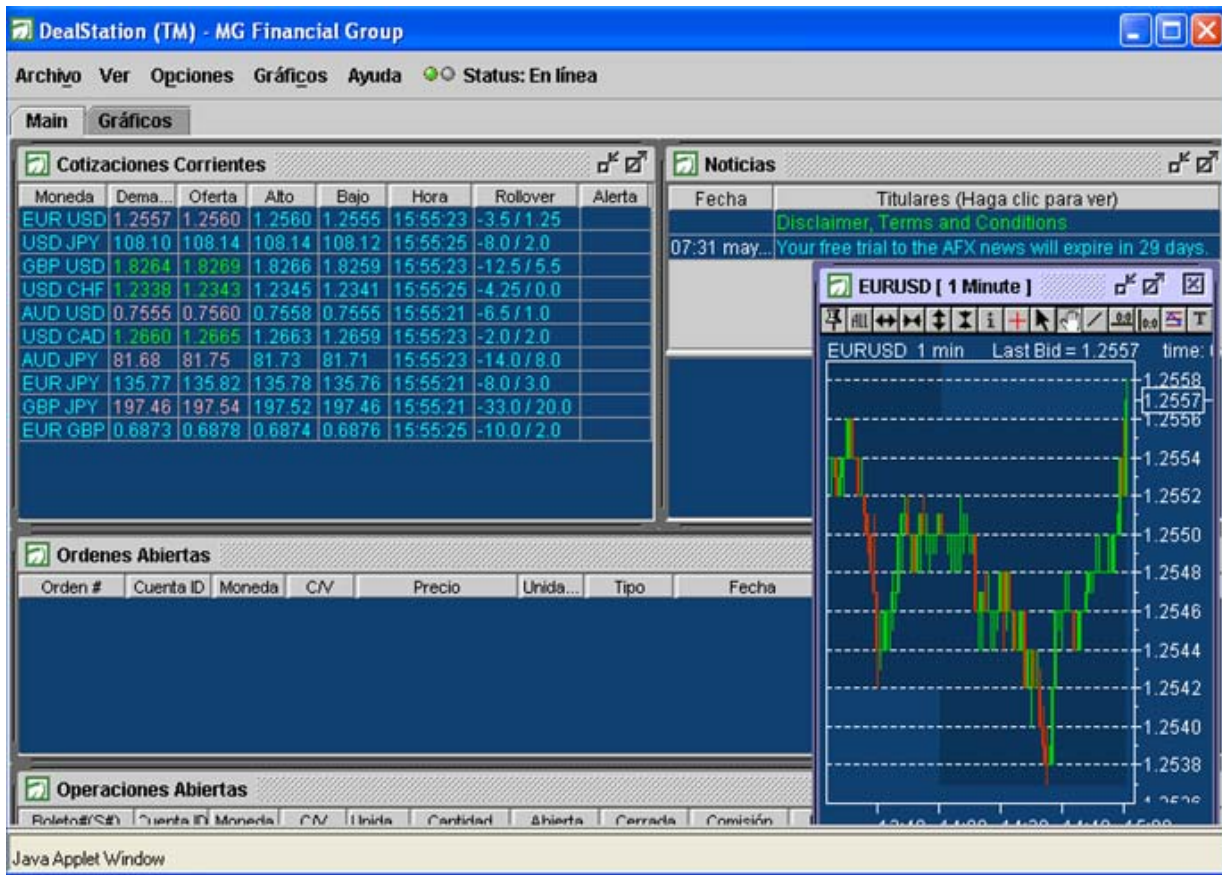 DealStation (TM) - MG Financial Group
Archivo Ver Opciones Gráficos Ayuda Status: En línea
Main Gráficos
Cotizaciones Corrientes
Moneda Dema... Oferta Alto Bajo Hora Rollover Alerta
EUR USD 1.2557 1.2560 1.2560 1.2555 15:55:23 -3.5 / 1.25
USD JPY 108.10 108.14 108.14 108.12 15:55:25 -8.0 / 2.0
GBP USD 1.8264 1.8269 1.8266 1.8259 15:55:23 -12.5 / 5.5
USD CHF 1.2338 1.2343 1.2345 1.2341 15:55:25 -4.25 / 0.0
AUD USD 0.7555 0.7560 0.7558 0.7555 15:55:21 -6.5 / 1.0
USD CAD 1.2660 1.2665 1.2663 1.2659 15:55:23 -2.0 / 2.0
AUD JPY 81.68 81.75 81.73 81.71 15:55:23 -14.0 / 8.0
EUR JPY 135.77 135.82 135.78 135.76 15:55:21 -8.0 / 3.0
GBP JPY 197.46 197.54 197.52 197.46 15:55:21 -33.0 / 20.0
EUR GBP 0.6873 0.6878 0.6874 0.6876 15:55:25 -10.0 / 2.0
Noticias
Fecha Titulares (Haga clic para ver)
Disclaimer, Terms and Conditions
07:31 may... Your free trial to the AFX news will expire in 29 days.
EURUSD [ 1 Minute ]
All i 0.0 0.0 T
EURUSD 1 min Last Bid = 1.2557 time:
1.2558
1.2557
1.2556
1.2554
1.2552
1.2550
1.2548
1.2546
1.2544
1.2542
1.2540
1.2538
Ordenes Abiertas
Orden # Cuenta ID Moneda C/V Precio Unida... Tipo Fecha
Operaciones Abiertas
Boleto#(S#) Cuenta ID Moneda C/V Unida Cantidad Abierta Cerrada Comisión
Java Applet Window